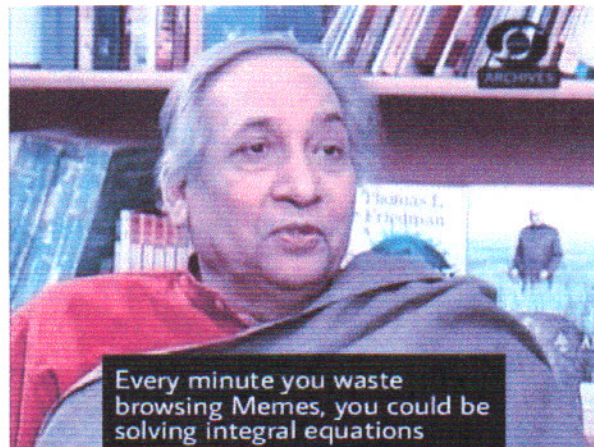 ARCHIVES
Thomas L.
Friedman
Every minute you waste
browsing Memes, you could be
solving integral equations